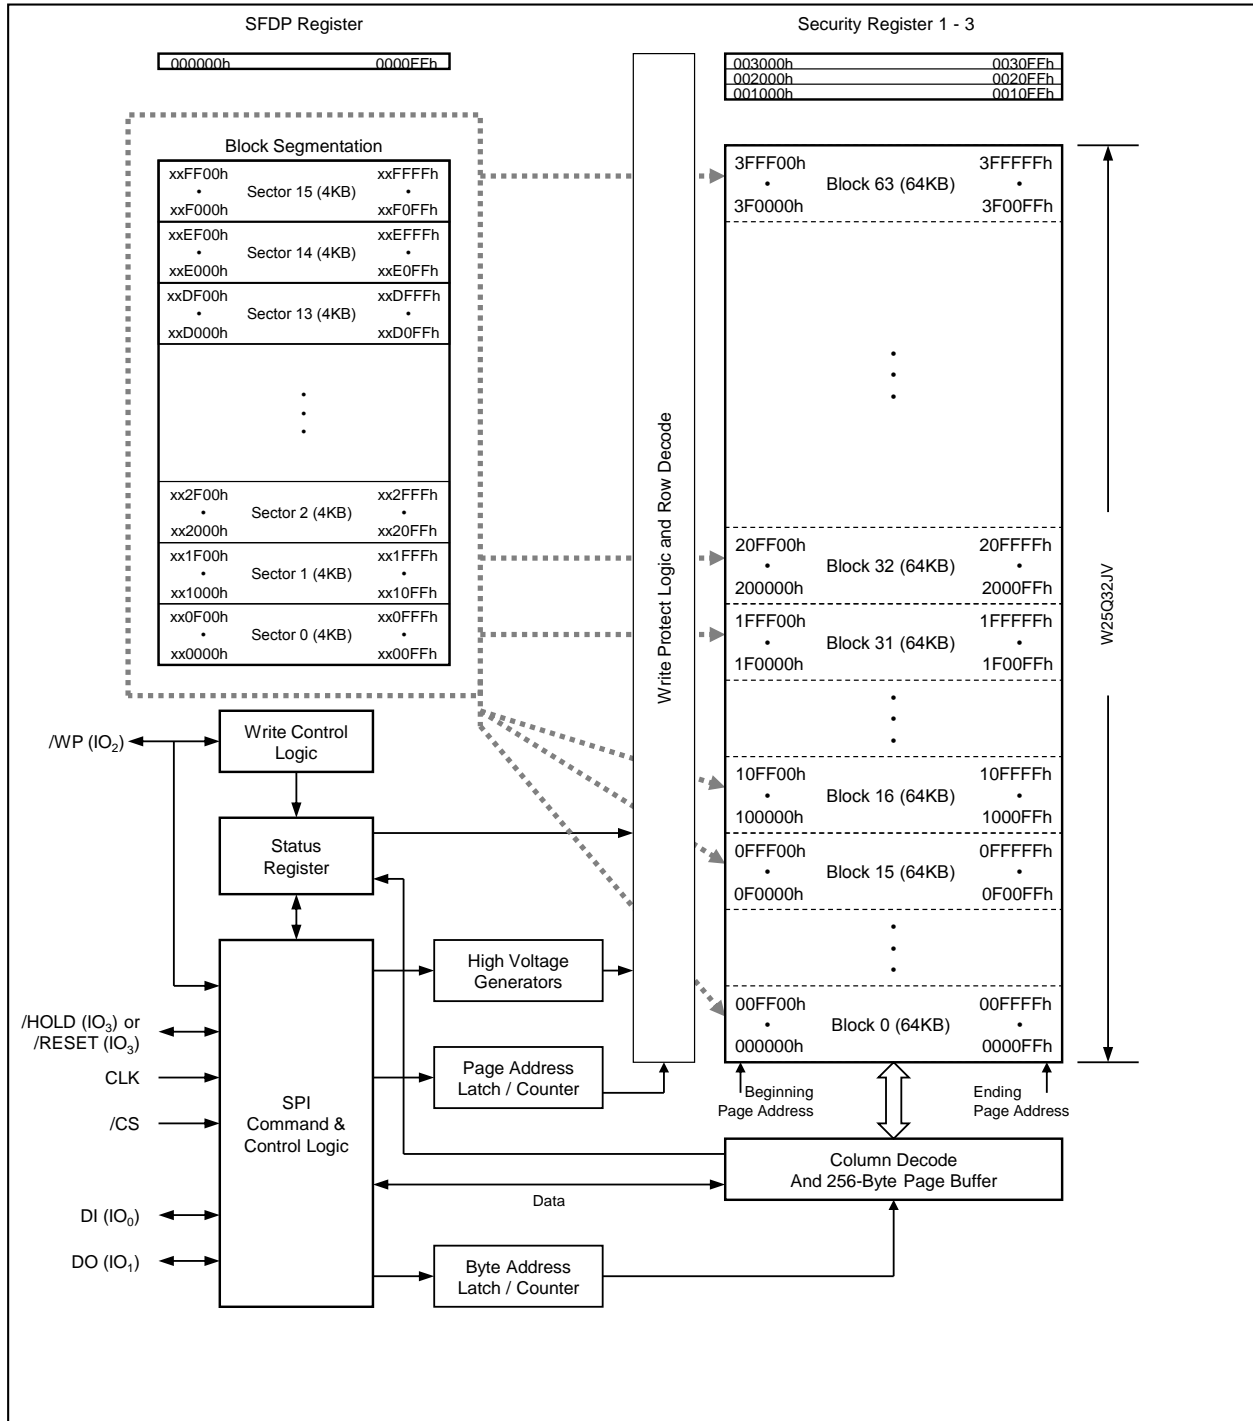 SFDP Register
000000h 0000FFh
Security Register 1 - 3
003000h 0030FFh
002000h 0020FFh
001000h 0010FFh
Block Segmentation
xxFF00h xxFFFFh
• Sector 15 (4KB) •
xxF000h xxF0FFh
xxEF00h xxEFFFh
• Sector 14 (4KB) •
xxE000h xxE0FFh
xxDF00h xxDFFFh
• Sector 13 (4KB) •
xxD000h xxD0FFh
xx2F00h xx2FFFh
• Sector 2 (4KB) •
xx2000h xx20FFh
xx1F00h xx1FFFh
• Sector 1 (4KB) •
xx1000h xx10FFh
xx0F00h xx0FFFh
• Sector 0 (4KB) •
xx0000h xx00FFh
Write Protect Logic and Row Decode
3FFF00h 3FFFFFh
• Block 63 (64KB) •
3F0000h 3F00FFh
20FF00h 20FFFFh
• Block 32 (64KB) •
200000h 2000FFh
1FFF00h 1FFFFFh
• Block 31 (64KB) •
1F0000h 1F00FFh
10FF00h 10FFFFh
• Block 16 (64KB) •
100000h 1000FFh
0FFF00h 0FFFFFh
• Block 15 (64KB) •
0F0000h 0F00FFh
00FF00h 00FFFFh
• Block 0 (64KB) •
000000h 0000FFh
W25Q32JV
Beginning
Page Address
Ending
Page Address
/WP (IO₂)
Write Control
Logic
Status
Register
High Voltage
Generators
/HOLD (IO₃) or
/RESET (IO₃)
CLK
/CS
DI (IO₀)
DO (IO₁)
SPI
Command &
Control Logic
Page Address
Latch / Counter
Column Decode
And 256-Byte Page Buffer
Data
Byte Address
Latch / Counter